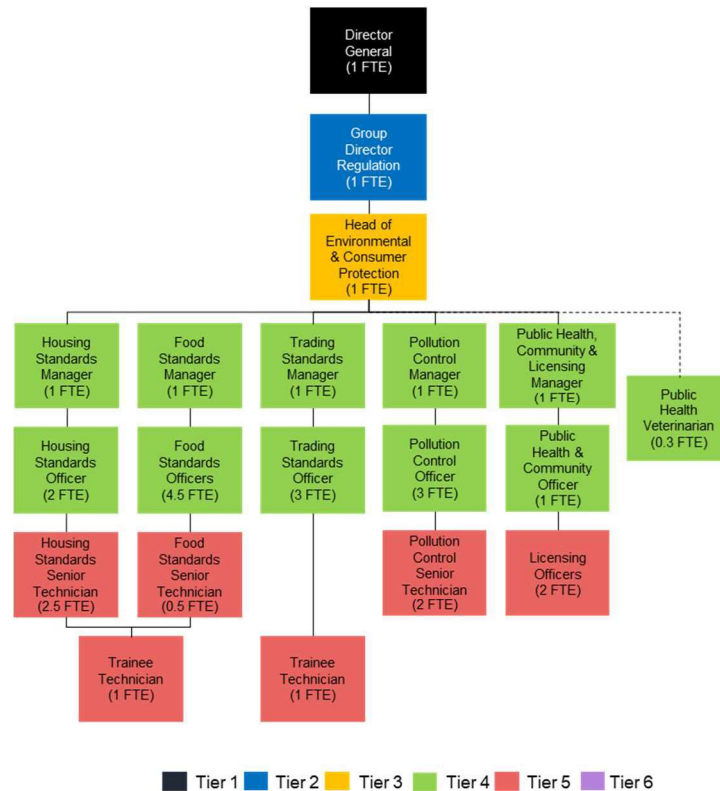 Director
General
(1 FTE)
Group
Director
Regulation
(1 FTE)
Head of
Environmental
& Consumer
Protection
(1 FTE)
Housing
Standards
Manager
(1 FTE)
Food
Standards
Manager
(1 FTE)
Trading
Standards
Manager
(1 FTE)
Pollution
Control
Manager
(1 FTE)
Public Health,
Community &
Licensing
Manager
(1 FTE)
Public
Health
Veterinarian
(0.3 FTE)
Housing
Standards
Officer
(2 FTE)
Food
Standards
Officers
(4.5 FTE)
Trading
Standards
Officer
(3 FTE)
Pollution
Control
Officer
(3 FTE)
Public
Health &
Community
Officer
(1 FTE)
Housing
Standards
Senior
Technician
(2.5 FTE)
Food
Standards
Senior
Technician
(0.5 FTE)
Pollution
Control
Senior
Technician
(2 FTE)
Licensing
Officers
(2 FTE)
Trainee
Technician
(1 FTE)
Trainee
Technician
(1 FTE)
Tier 1 Tier 2 Tier 3 Tier 4 Tier 5 Tier 6